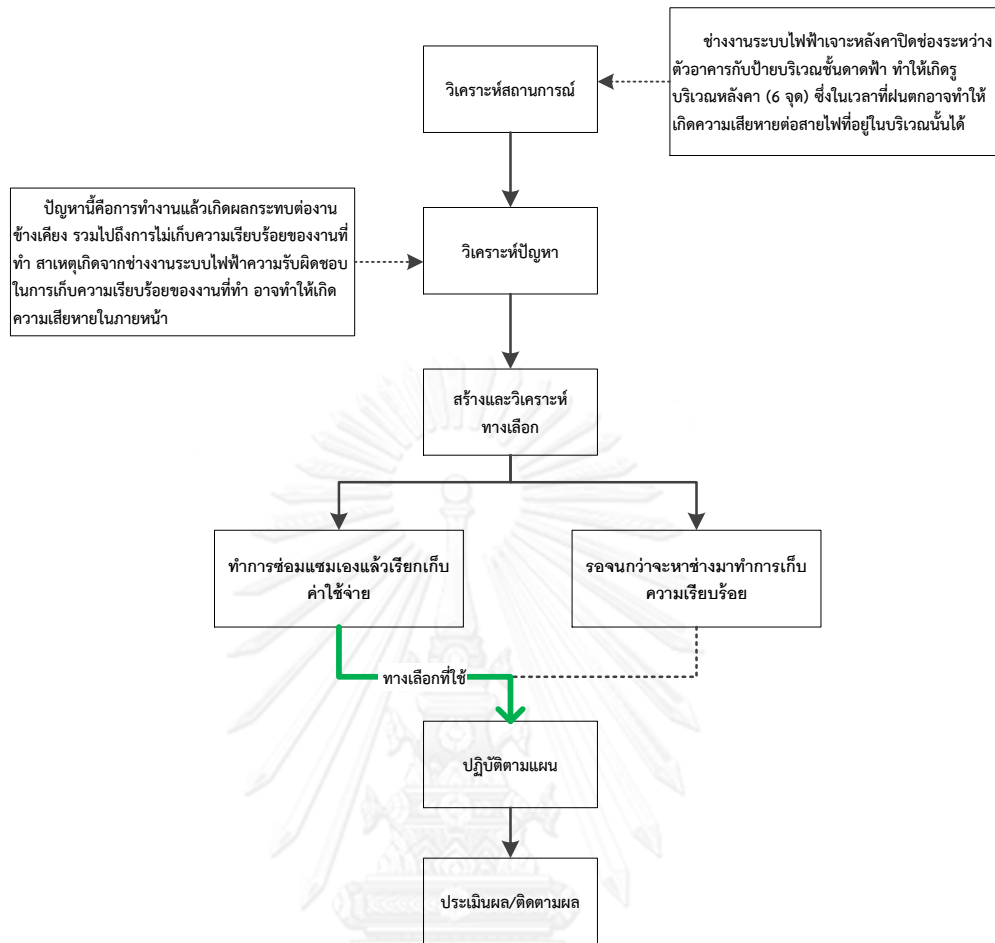 วิเคราะห์สถานการณ์
ช่างงานระบบไฟฟ้าเจาะหลังคาปิดช่องระหว่าง
ตัวอาคารกับป้ายบริเวณชั้นดาดฟ้า ทำให้เกิดรู
บริเวณหลังคา (6 จุด) ซึ่งในเวลาที่ฝนตกอาจทำให้
เกิดความเสียหายต่อสายไฟที่อยู่ในบริเวณนั้นได้
ปัญหานี้คือการทำงานแล้วเกิดผลกระทบต่องาน
ข้างเคียง รวมไปถึงการไม่เก็บความเรียบร้อยของงานที่
ทำ สาเหตุเกิดจากช่างงานระบบไฟฟ้าความรับผิดชอบ
ในการเก็บความเรียบร้อยของงานที่ทำ อาจทำให้เกิด
ความเสียหายในภายหน้า
วิเคราะห์ปัญหา
สร้างและวิเคราะห์
ทางเลือก
ทำการซ่อมแซมเองแล้วเรียกเก็บ
ค่าใช้จ่าย
รอจนกว่าจะหาช่างมาทำการเก็บ
ความเรียบร้อย
ทางเลือกที่ใช้
ปฏิบัติตามแผน
ประเมินผล/ติดตามผล